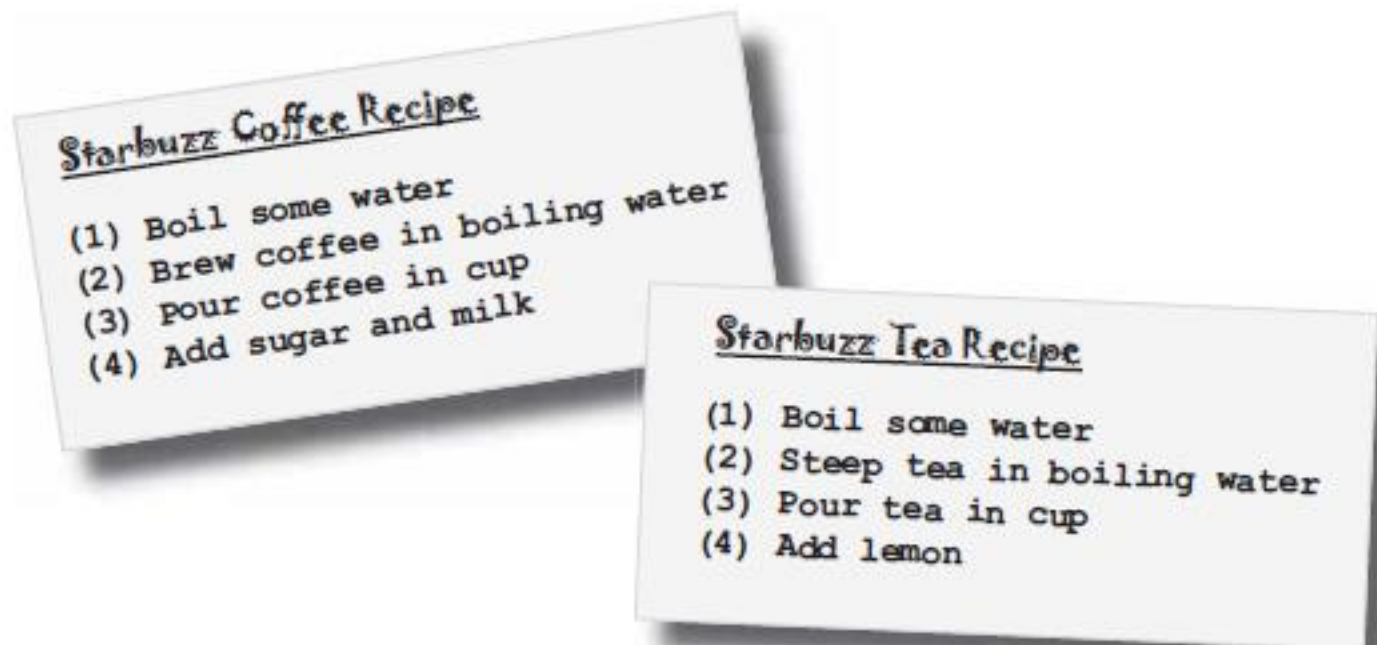 Starbuzz Coffee Recipe
(1) Boil some water
(2) Brew coffee in boiling water
(3) Pour coffee in cup
(4) Add sugar and milk
Starbuzz Tea Recipe
(1) Boil some water
(2) Steep tea in boiling water
(3) Pour tea in cup
(4) Add lemon